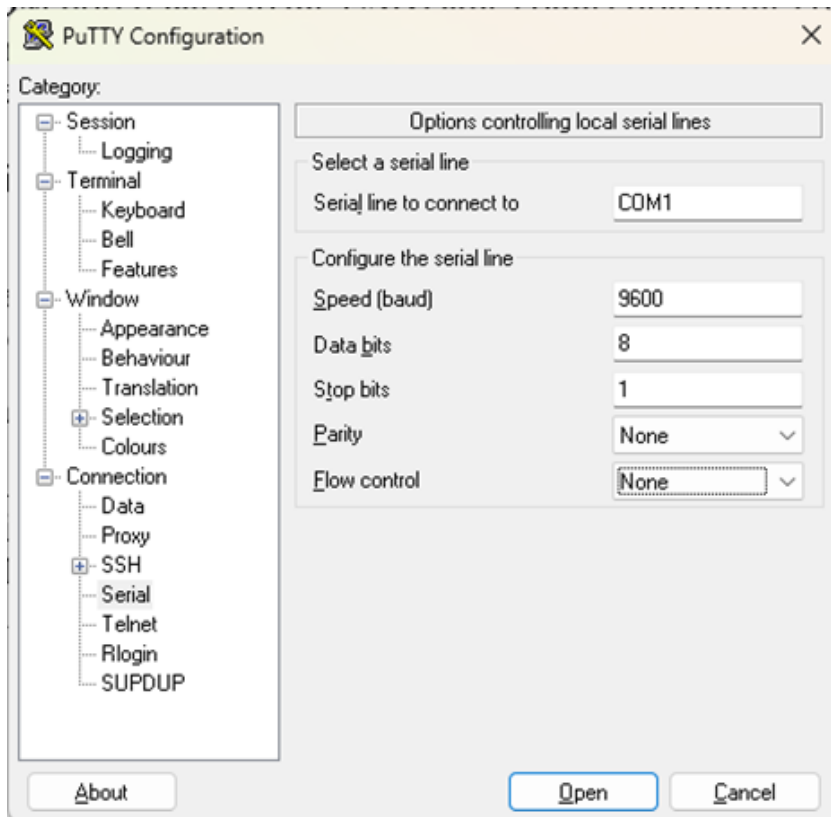 PuTTY Configuration
Category:
Session
Logging
Terminal
Keyboard
Bell
Features
Window
Appearance
Behaviour
Translation
Selection
Colours
Connection
Data
Proxy
SSH
Serial
Telnet
Rlogin
SUPDUP
Options controlling local serial lines
Select a serial line
Serial line to connect to COM1
Configure the serial line
Speed (baud) 9600
Data bits 8
Stop bits 1
Parity None
Flow control None
About Open Cancel